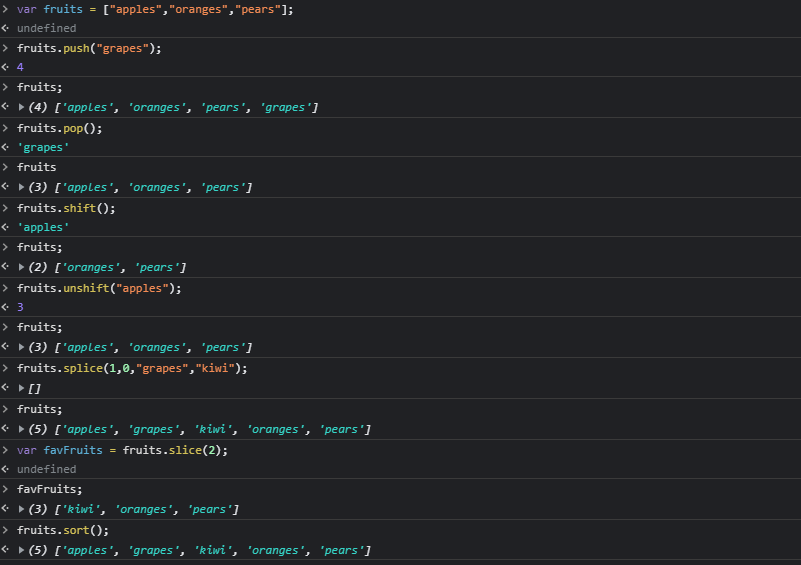 > var fruits = ["apples","oranges","pears"];
<· undefined
> fruits.push("grapes");
<· 4
> fruits;
<· ▶ (4) ['apples', 'oranges', 'pears', 'grapes']
> fruits.pop();
<· 'grapes'
> fruits
<· ▶ (3) ['apples', 'oranges', 'pears']
> fruits.shift();
<· 'apples'
> fruits;
<· ▶ (2) ['oranges', 'pears']
> fruits.unshift("apples");
<· 3
> fruits;
<· ▶ (3) ['apples', 'oranges', 'pears']
> fruits.splice(1,0,"grapes","kiwi");
<· ▶ []
> fruits;
<· ▶ (5) ['apples', 'grapes', 'kiwi', 'oranges', 'pears']
> var favFruits = fruits.slice(2);
<· undefined
> favFruits;
<· ▶ (3) ['kiwi', 'oranges', 'pears']
> fruits.sort();
<· ▶ (5) ['apples', 'grapes', 'kiwi', 'oranges', 'pears']